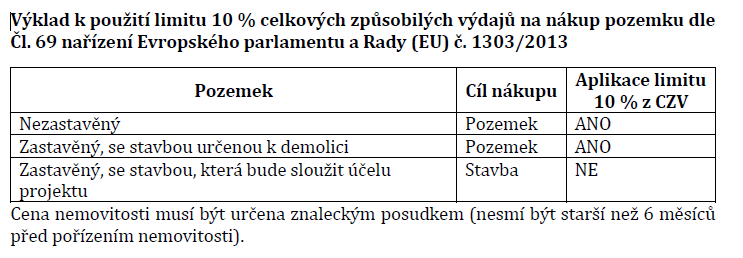 Výklad k použití limitu 10 % celkových způsobilých výdajů na nákup pozemku dle
Čl. 69 nařízení Evropského parlamentu a Rady (EU) č. 1303/2013
Pozemek Cíl nákupu Aplikace limitu
10 % z CZV
Nezastavěný Pozemek ANO
Zastavěný, se stavbou určenou k demolici Pozemek ANO
Zastavěný, se stavbou, která bude sloužit účelu Stavba NE
projektu
Cena nemovitosti musí být určena znaleckým posudkem (nesmí být starší než 6 měsíců
před pořízením nemovitosti).